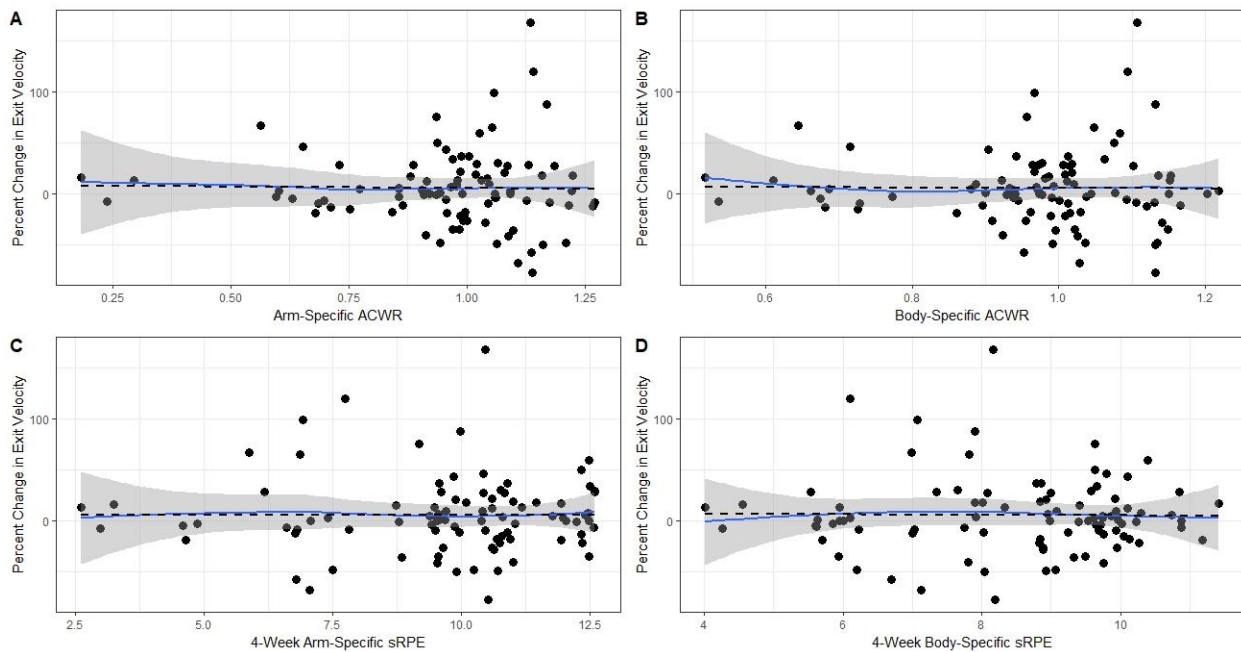 A
Percent Change in Exit Velocity
100
0
0.25 0.50 0.75 1.00 1.25
Arm-Specific ACWR
B
Percent Change in Exit Velocity
100
0
0.6 0.8 1.0 1.2
Body-Specific ACWR
C
Percent Change in Exit Velocity
100
0
2.5 5.0 7.5 10.0 12.5
4-Week Arm-Specific sRPE
D
Percent Change in Exit Velocity
100
0
4 6 8 10
4-Week Body-Specific sRPE